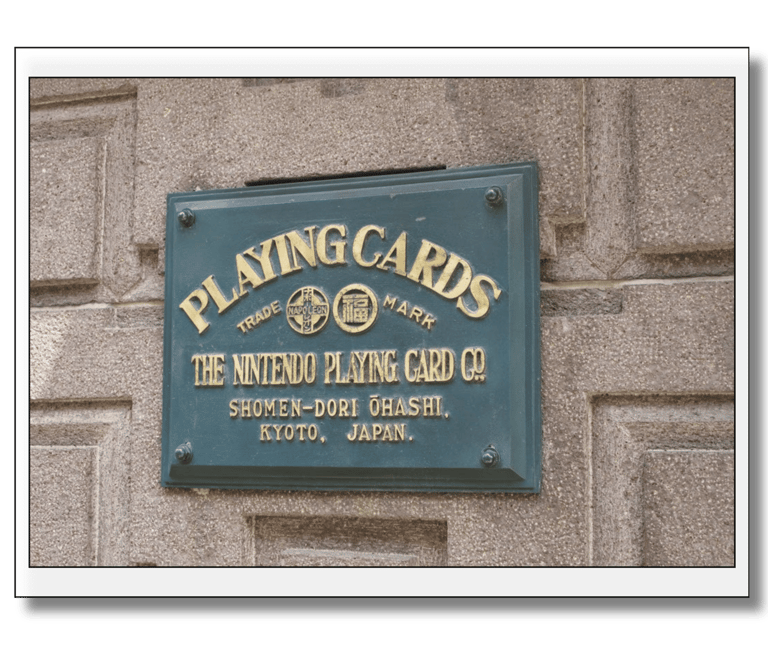 PLAYING CARDS
TRADE NAPOLEON 福 MARK
THE NINTENDO PLAYING CARD CO.
SHOMEN-DORI ŌHASHI,
KYOTO, JAPAN.